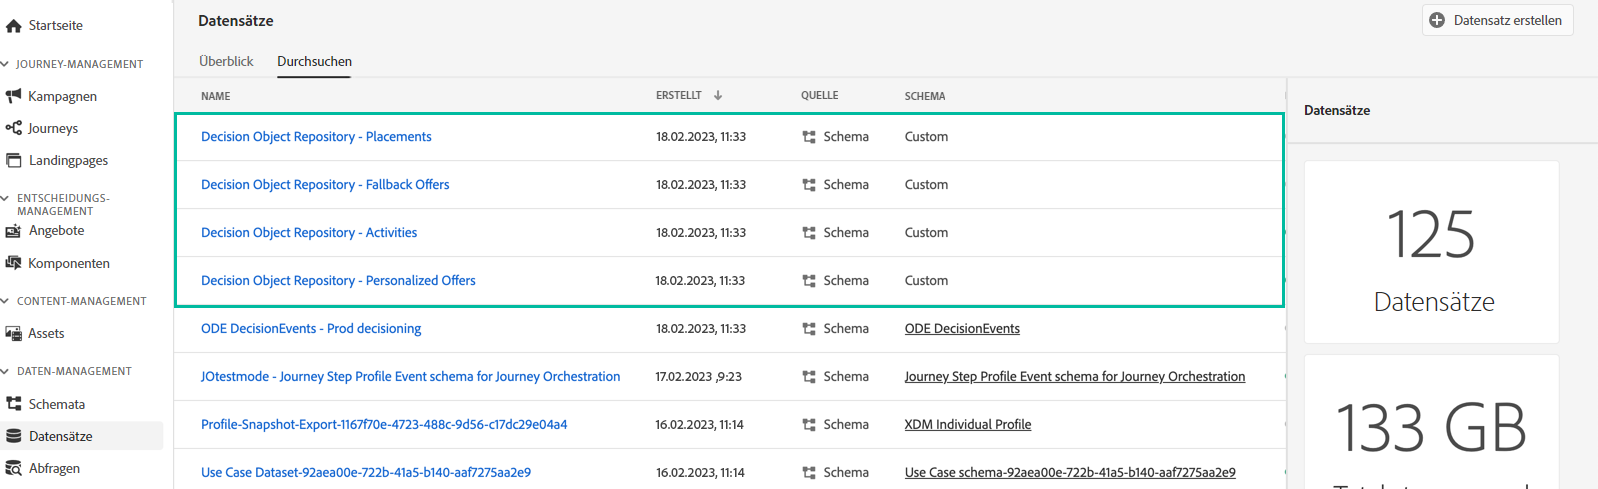 Startseite
JOURNEY-MANAGEMENT
Kampagnen
Journeys
Landingpages
ENTSCHEIDUNGS-
MANAGEMENT
Angebote
Komponenten
CONTENT-MANAGEMENT
Assets
DATEN-MANAGEMENT
Schemata
Datensätze
Abfragen
Datensätze
Datensatz erstellen
Überblick Durchsuchen
NAME ERSTELLT QUELLE SCHEMA
Decision Object Repository - Placements 18.02.2023, 11:33 Schema Custom
Decision Object Repository - Fallback Offers 18.02.2023, 11:33 Schema Custom
Decision Object Repository - Activities 18.02.2023, 11:33 Schema Custom
Decision Object Repository - Personalized Offers 18.02.2023, 11:33 Schema Custom
ODE DecisionEvents - Prod decisioning 18.02.2023, 11:33 Schema ODE DecisionEvents
JOtestmode - Journey Step Profile Event schema for Journey Orchestration 17.02.2023 ,9:23 Schema Journey Step Profile Event schema for Journey Orchestration
Profile-Snapshot-Export-1167f70e-4723-488c-9d56-c17dc29e04a4 16.02.2023, 11:14 Schema XDM Individual Profile
Use Case Dataset-92aea00e-722b-41a5-b140-aaf7275aa2e9 16.02.2023, 11:14 Schema Use Case schema-92aea00e-722b-41a5-b140-aaf7275aa2e9
Datensätze
125
Datensätze
133 GB